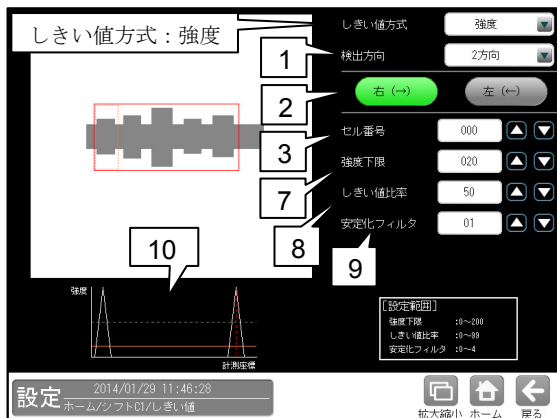 しきい値方式：強度
しきい値方式 強度
1 検出方向 2方向
2 右（→） 左（←）
3 セル番号 000
7 強度下限 020
8 しきい値比率 50
9 安定化フィルタ 01
10
強度
計測座標
[設定範囲]
強度下限 :0～200
しきい値比率 :0～99
安定化フィルタ :0～4
設定 2014/01/29 11:46:28
ホーム/シフトC1/しきい値
拡大縮小 ホーム 戻る